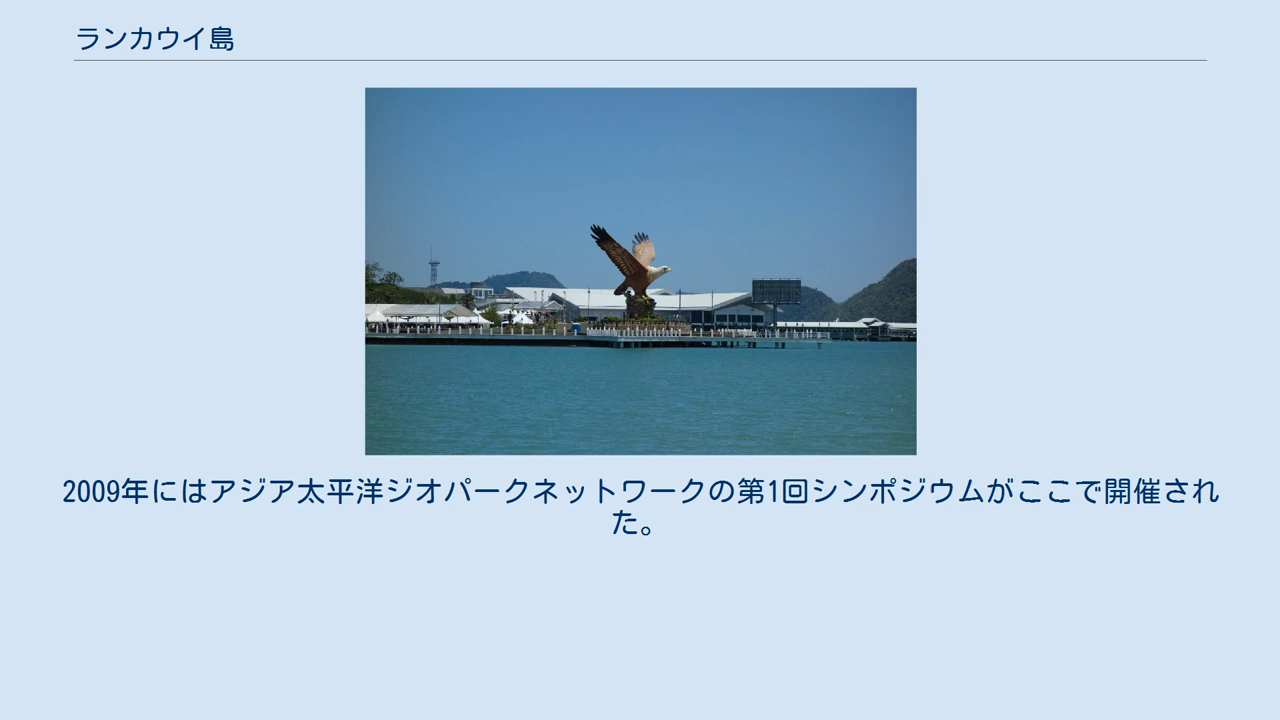 ランカウイ島
2009年にはアジア太平洋ジオパークネットワークの第1回シンポジウムがここで開催され
た。